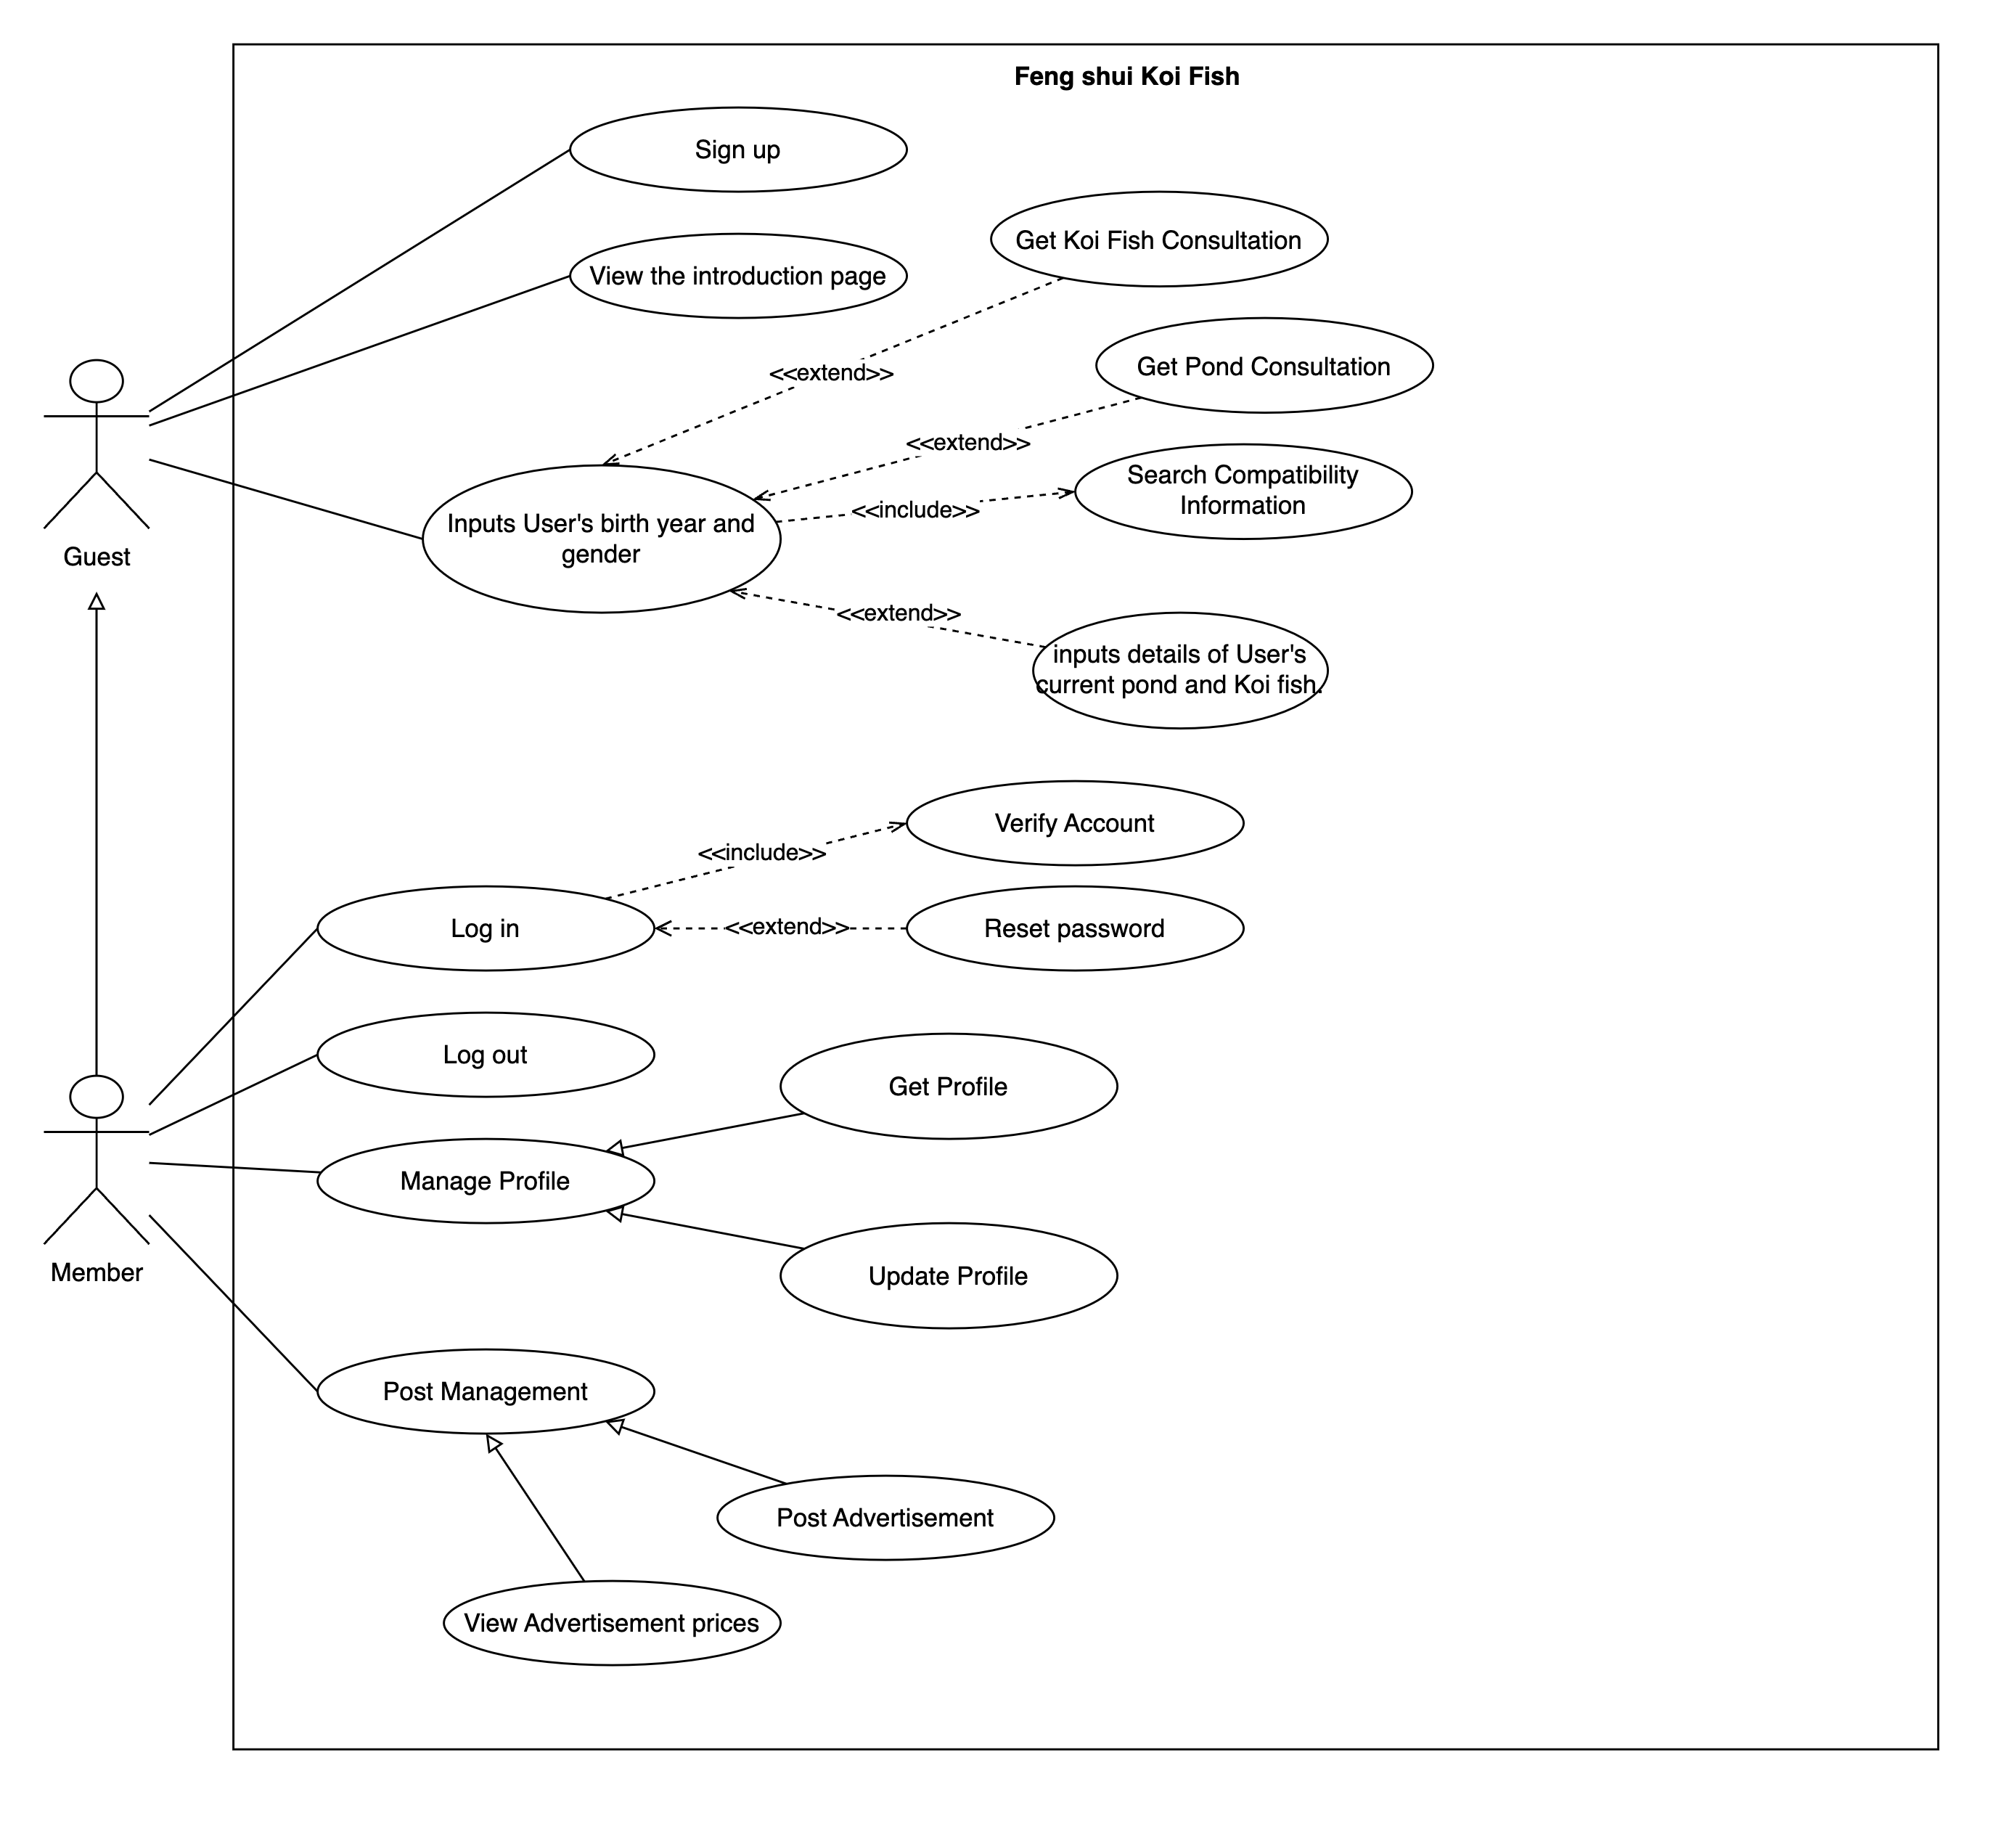 Feng shui Koi Fish
Sign up
View the introduction page
Get Koi Fish Consultation
<<extend>>
Get Pond Consultation
<<extend>>
Search Compatibility
Information
<<include>>
Inputs User's birth year and
gender
Guest
<<extend>>
inputs details of User's
current pond and Koi fish.
Verify Account
<<include>>
Log in
<<extend>>
Reset password
Log out
Get Profile
Manage Profile
Member
Update Profile
Post Management
Post Advertisement
View Advertisement prices